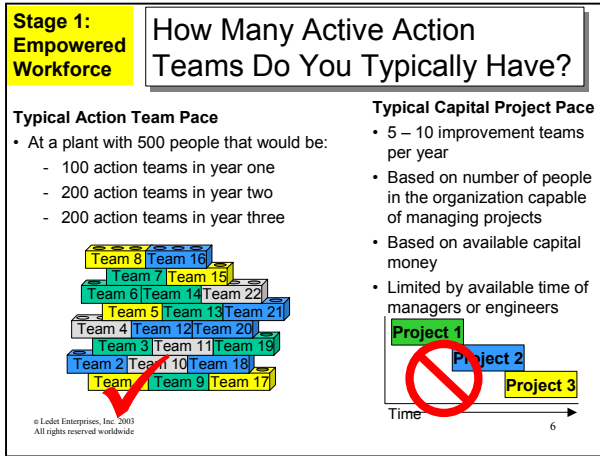 Stage 1:
Empowered
Workforce
How Many Active Action
Teams Do You Typically Have?
Typical Action Team Pace
• At a plant with 500 people that would be:
- 100 action teams in year one
- 200 action teams in year two
- 200 action teams in year three
Typical Capital Project Pace
• 5 – 10 improvement teams
per year
• Based on number of people
in the organization capable
of managing projects
• Based on available capital
money
• Limited by available time of
managers or engineers
Team 8 Team 16
Team 7 Team 15
Team 6 Team 14 Team 22
Team 5 Team 13 Team 21
Team 4 Team 12 Team 20
Team 3 Team 11 Team 19
Team 2 Team 10 Team 18
Team Team 9 Team 17
Project 1
Project 2
Project 3
Time
© Ledet Enterprises, Inc. 2003
All rights reserved worldwide
6